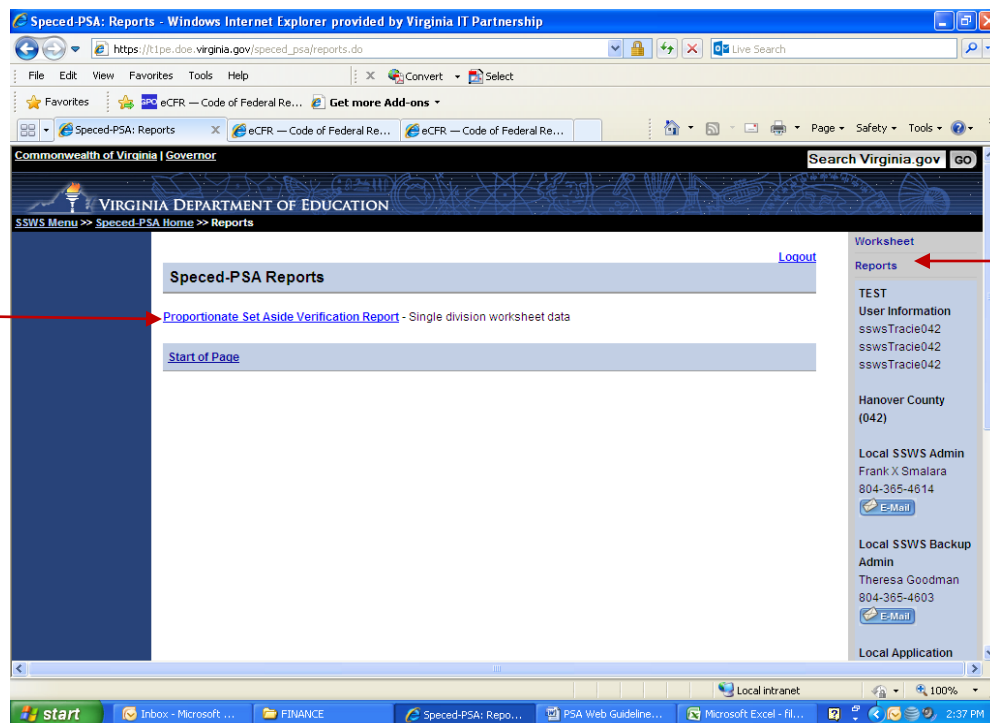 Speced-PSA: Reports - Windows Internet Explorer provided by Virginia IT Partnership
https://t1pe.doe.virginia.gov/speced_psa/reports.do
Live Search
File Edit View Favorites Tools Help
X Convert Select
Favorites
eCFR — Code of Federal Re...
Get more Add-ons
Speced-PSA: Reports X
eCFR — Code of Federal Re...
eCFR — Code of Federal Re...
Page Safety Tools
Commonwealth of Virginia | Governor
Search Virginia.gov GO
VIRGINIA DEPARTMENT OF EDUCATION
SSWS Menu >> Speced-PSA Home >> Reports
Logout
Speced-PSA Reports
Proportionate Set Aside Verification Report - Single division worksheet data
Start of Page
Worksheet
Reports
TEST
User Information
sswsTracie042
sswsTracie042
sswsTracie042
Hanover County
(042)
Local SSWS Admin
Frank X Smalara
804-365-4614
E-Mail
Local SSWS Backup
Admin
Theresa Goodman
804-365-4603
E-Mail
Local Application
Local intranet
100%
start
Inbox - Microsoft ...
FINANCE
Speced-PSA: Repo...
PSA Web Guideline...
Microsoft Excel - fil...
2:37 PM